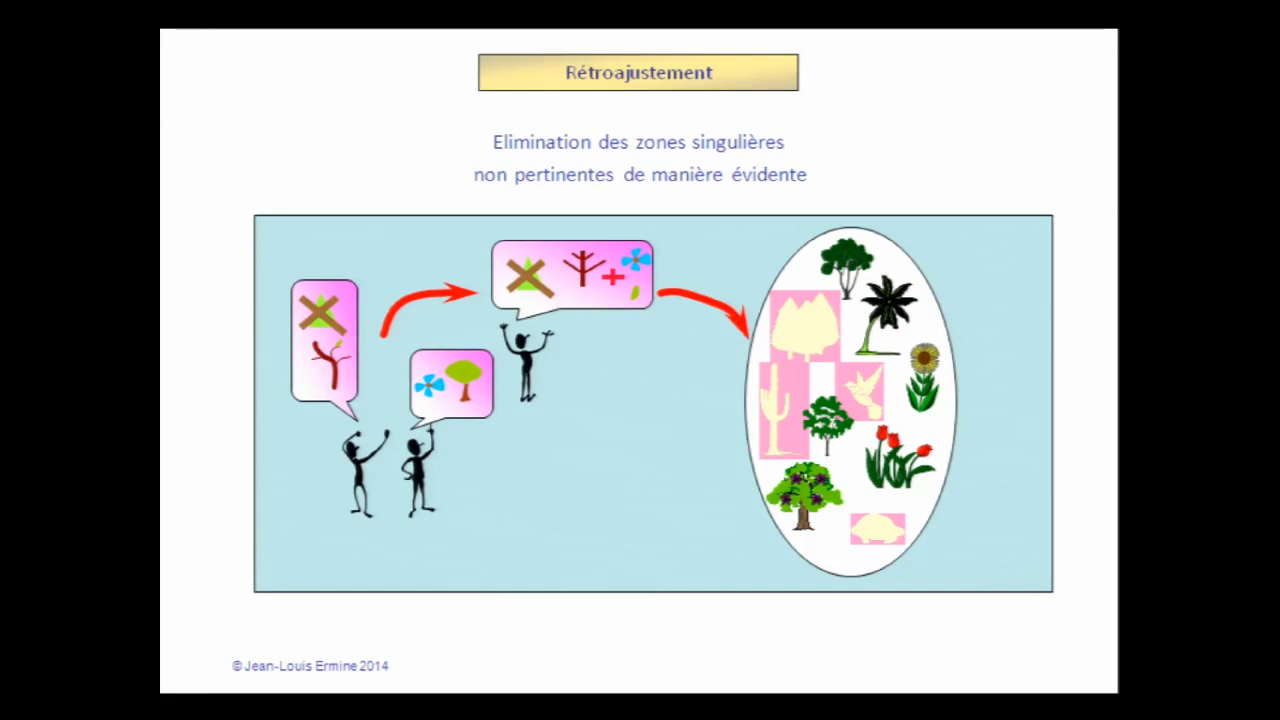 Rétroajustement
Elimination des zones singulières
non pertinentes de manière évidente
© Jean-Louis Ermine 2014